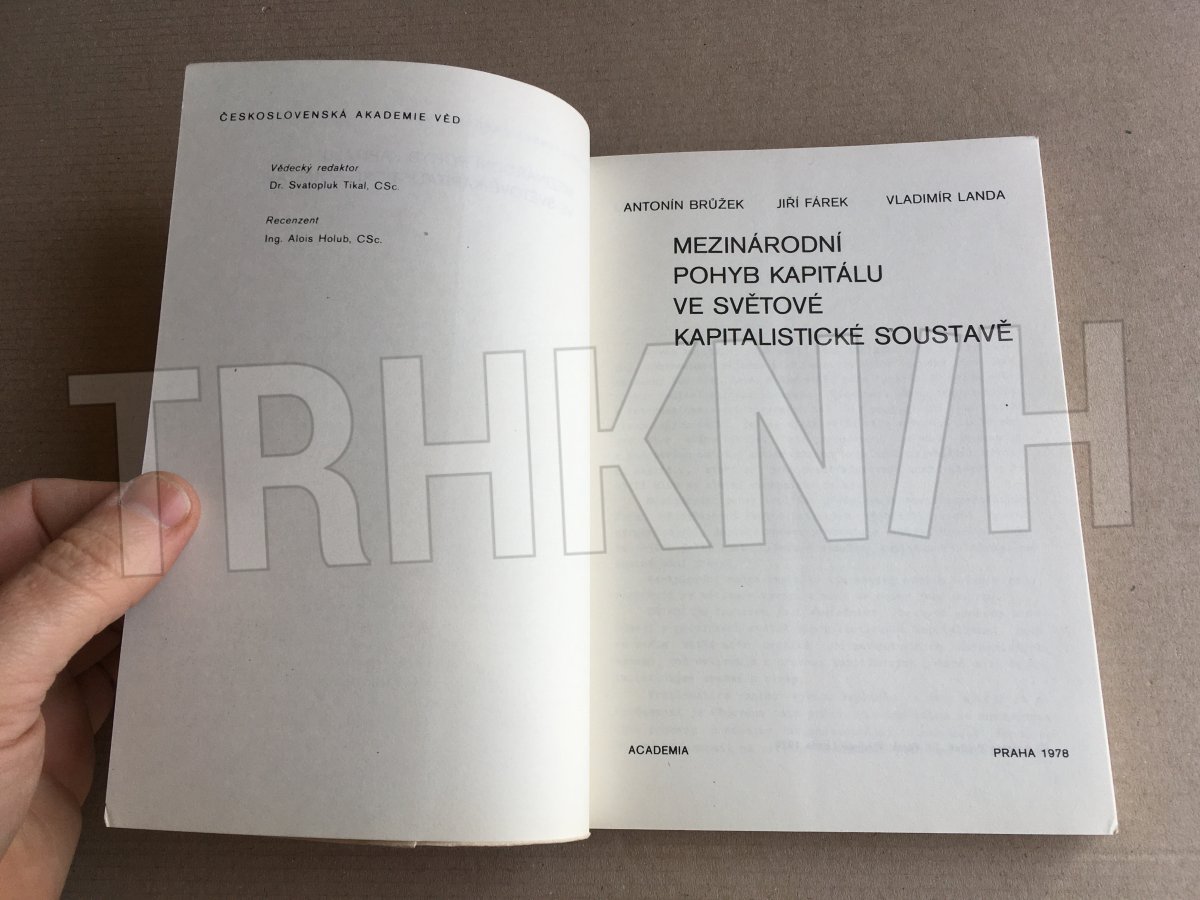 ČESKOSLOVENSKÁ AKADEMIE VĚD
Vědecký redaktor
Dr. Svatopluk Tikal, CSc.
Recenzent
Ing. Alois Holub, CSc.
ANTONÍN BRŮŽEK JIŘÍ FÁREK VLADIMÍR LANDA
MEZINÁRODNÍ
POHYB KAPITÁLU
VE SVĚTOVÉ
KAPITALISTICKÉ SOUSTAVĚ
ACADEMIA PRAHA 1978
TRHKN/H